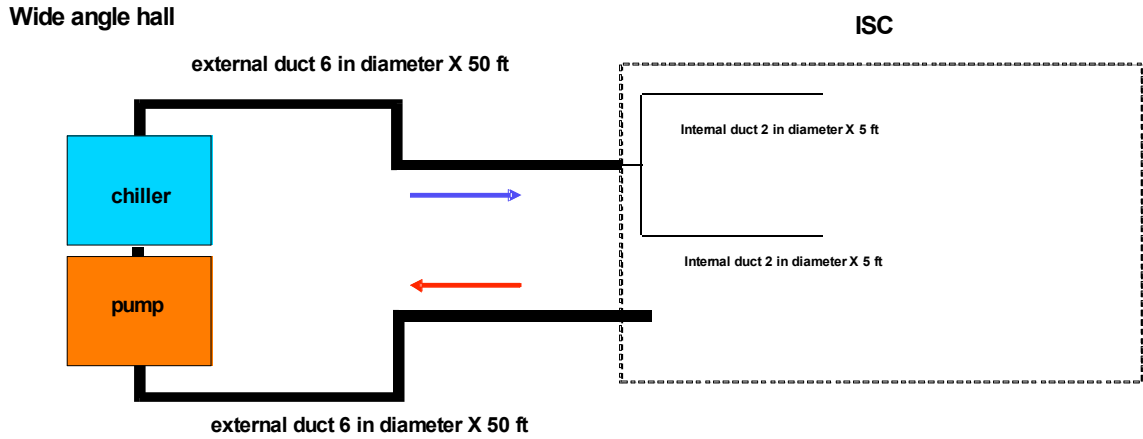 Wide angle hall
ISC
external duct 6 in diameter X 50 ft
Internal duct 2 in diameter X 5 ft
chiller
Internal duct 2 in diameter X 5 ft
pump
external duct 6 in diameter X 50 ft